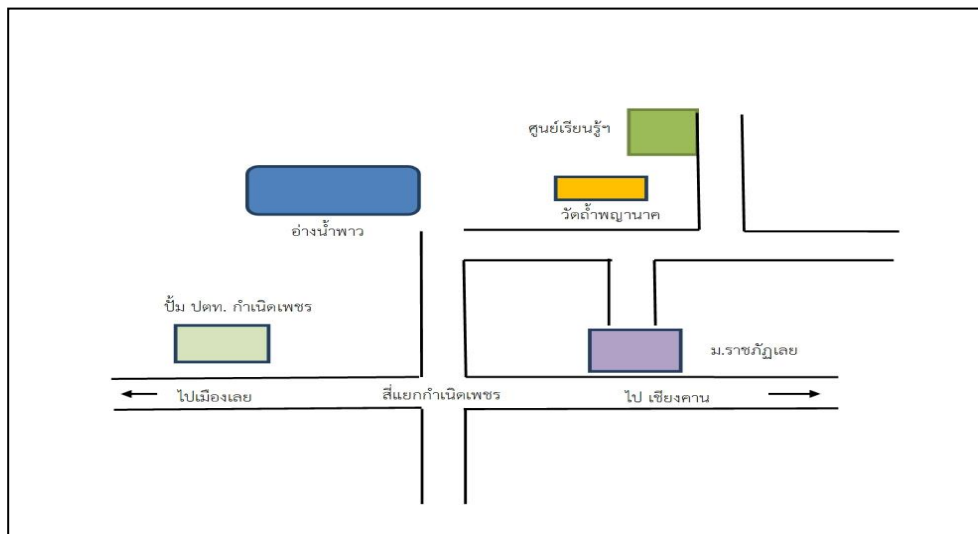 ศูนย์เรียนรู้ฯ
วัดถ้ำพญานาค
อ่างน้ำพาว
ปั้ม ปตท. กำเนิดเพชร
ม.ราชภัฏเลย
ไปเมืองเลย
สี่แยกกำเนิดเพชร
ไป เชียงคาน